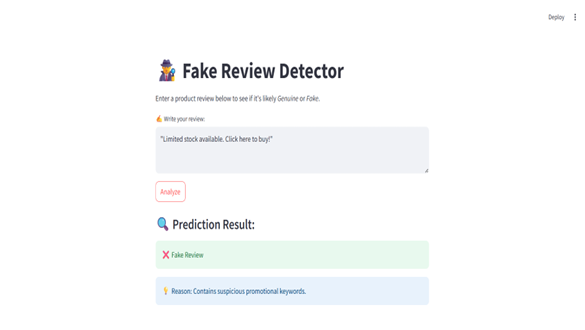 Deploy
Fake Review Detector
Enter a product review below to see if it's likely Genuine or Fake.
Write your review:
"Limited stock available. Click here to buy!"
Analyze
Prediction Result:
Fake Review
Reason: Contains suspicious promotional keywords.